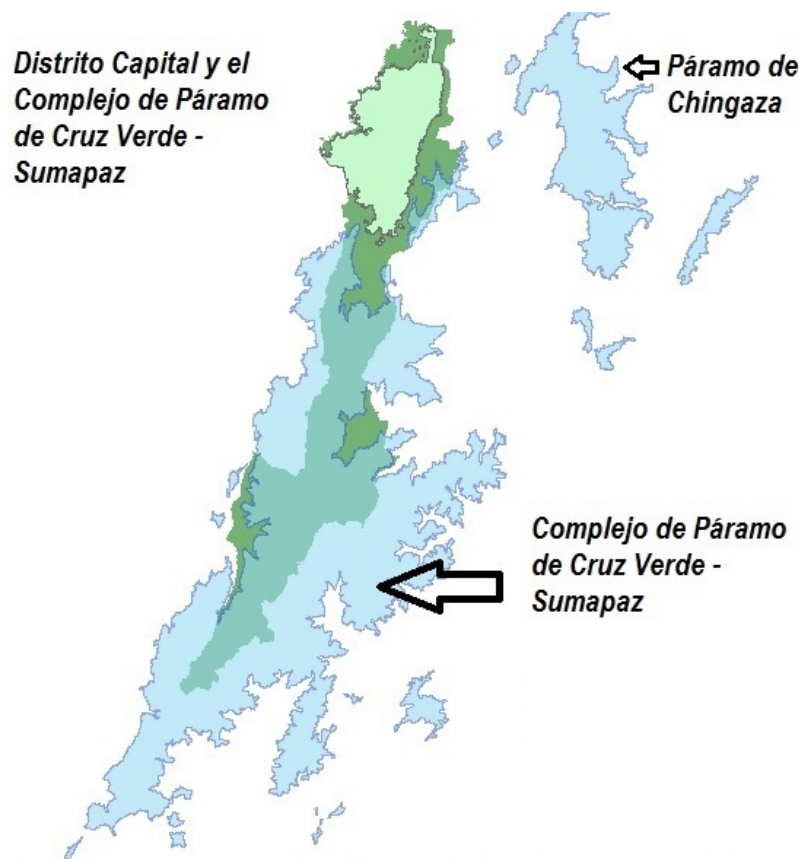 Distrito Capital y el
Complejo de Páramo
de Cruz Verde -
Sumapaz
Páramo de
Chingaza
Complejo de Páramo
de Cruz Verde -
Sumapaz